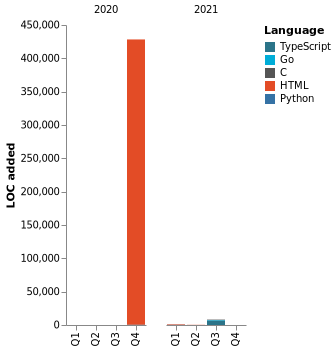 2020
2021
Language
TypeScript
Go
C
HTML
Python
LOC added
450,000
400,000
350,000
300,000
250,000
200,000
150,000
100,000
50,000
0
Q1
Q2
Q3
Q4
Q1
Q2
Q3
Q4